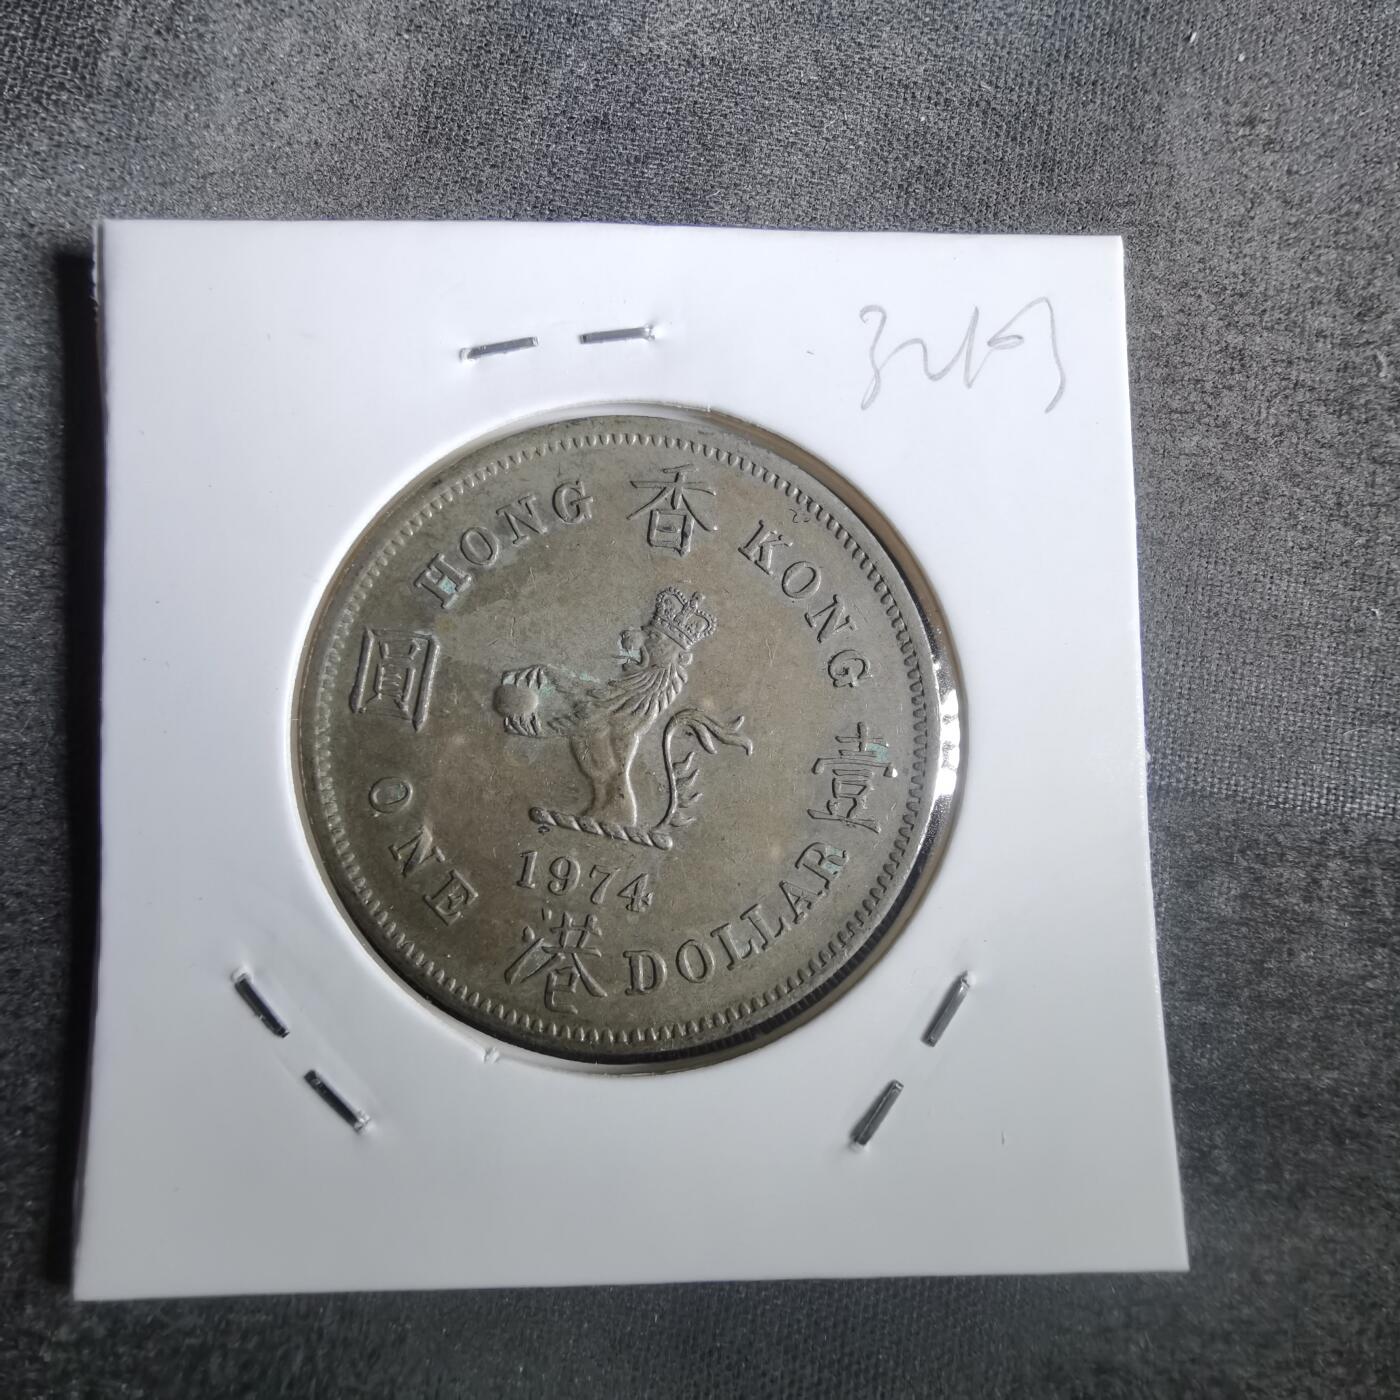 HONG 香 KONG
圓 壹
ONE 港 DOLLAR
1974